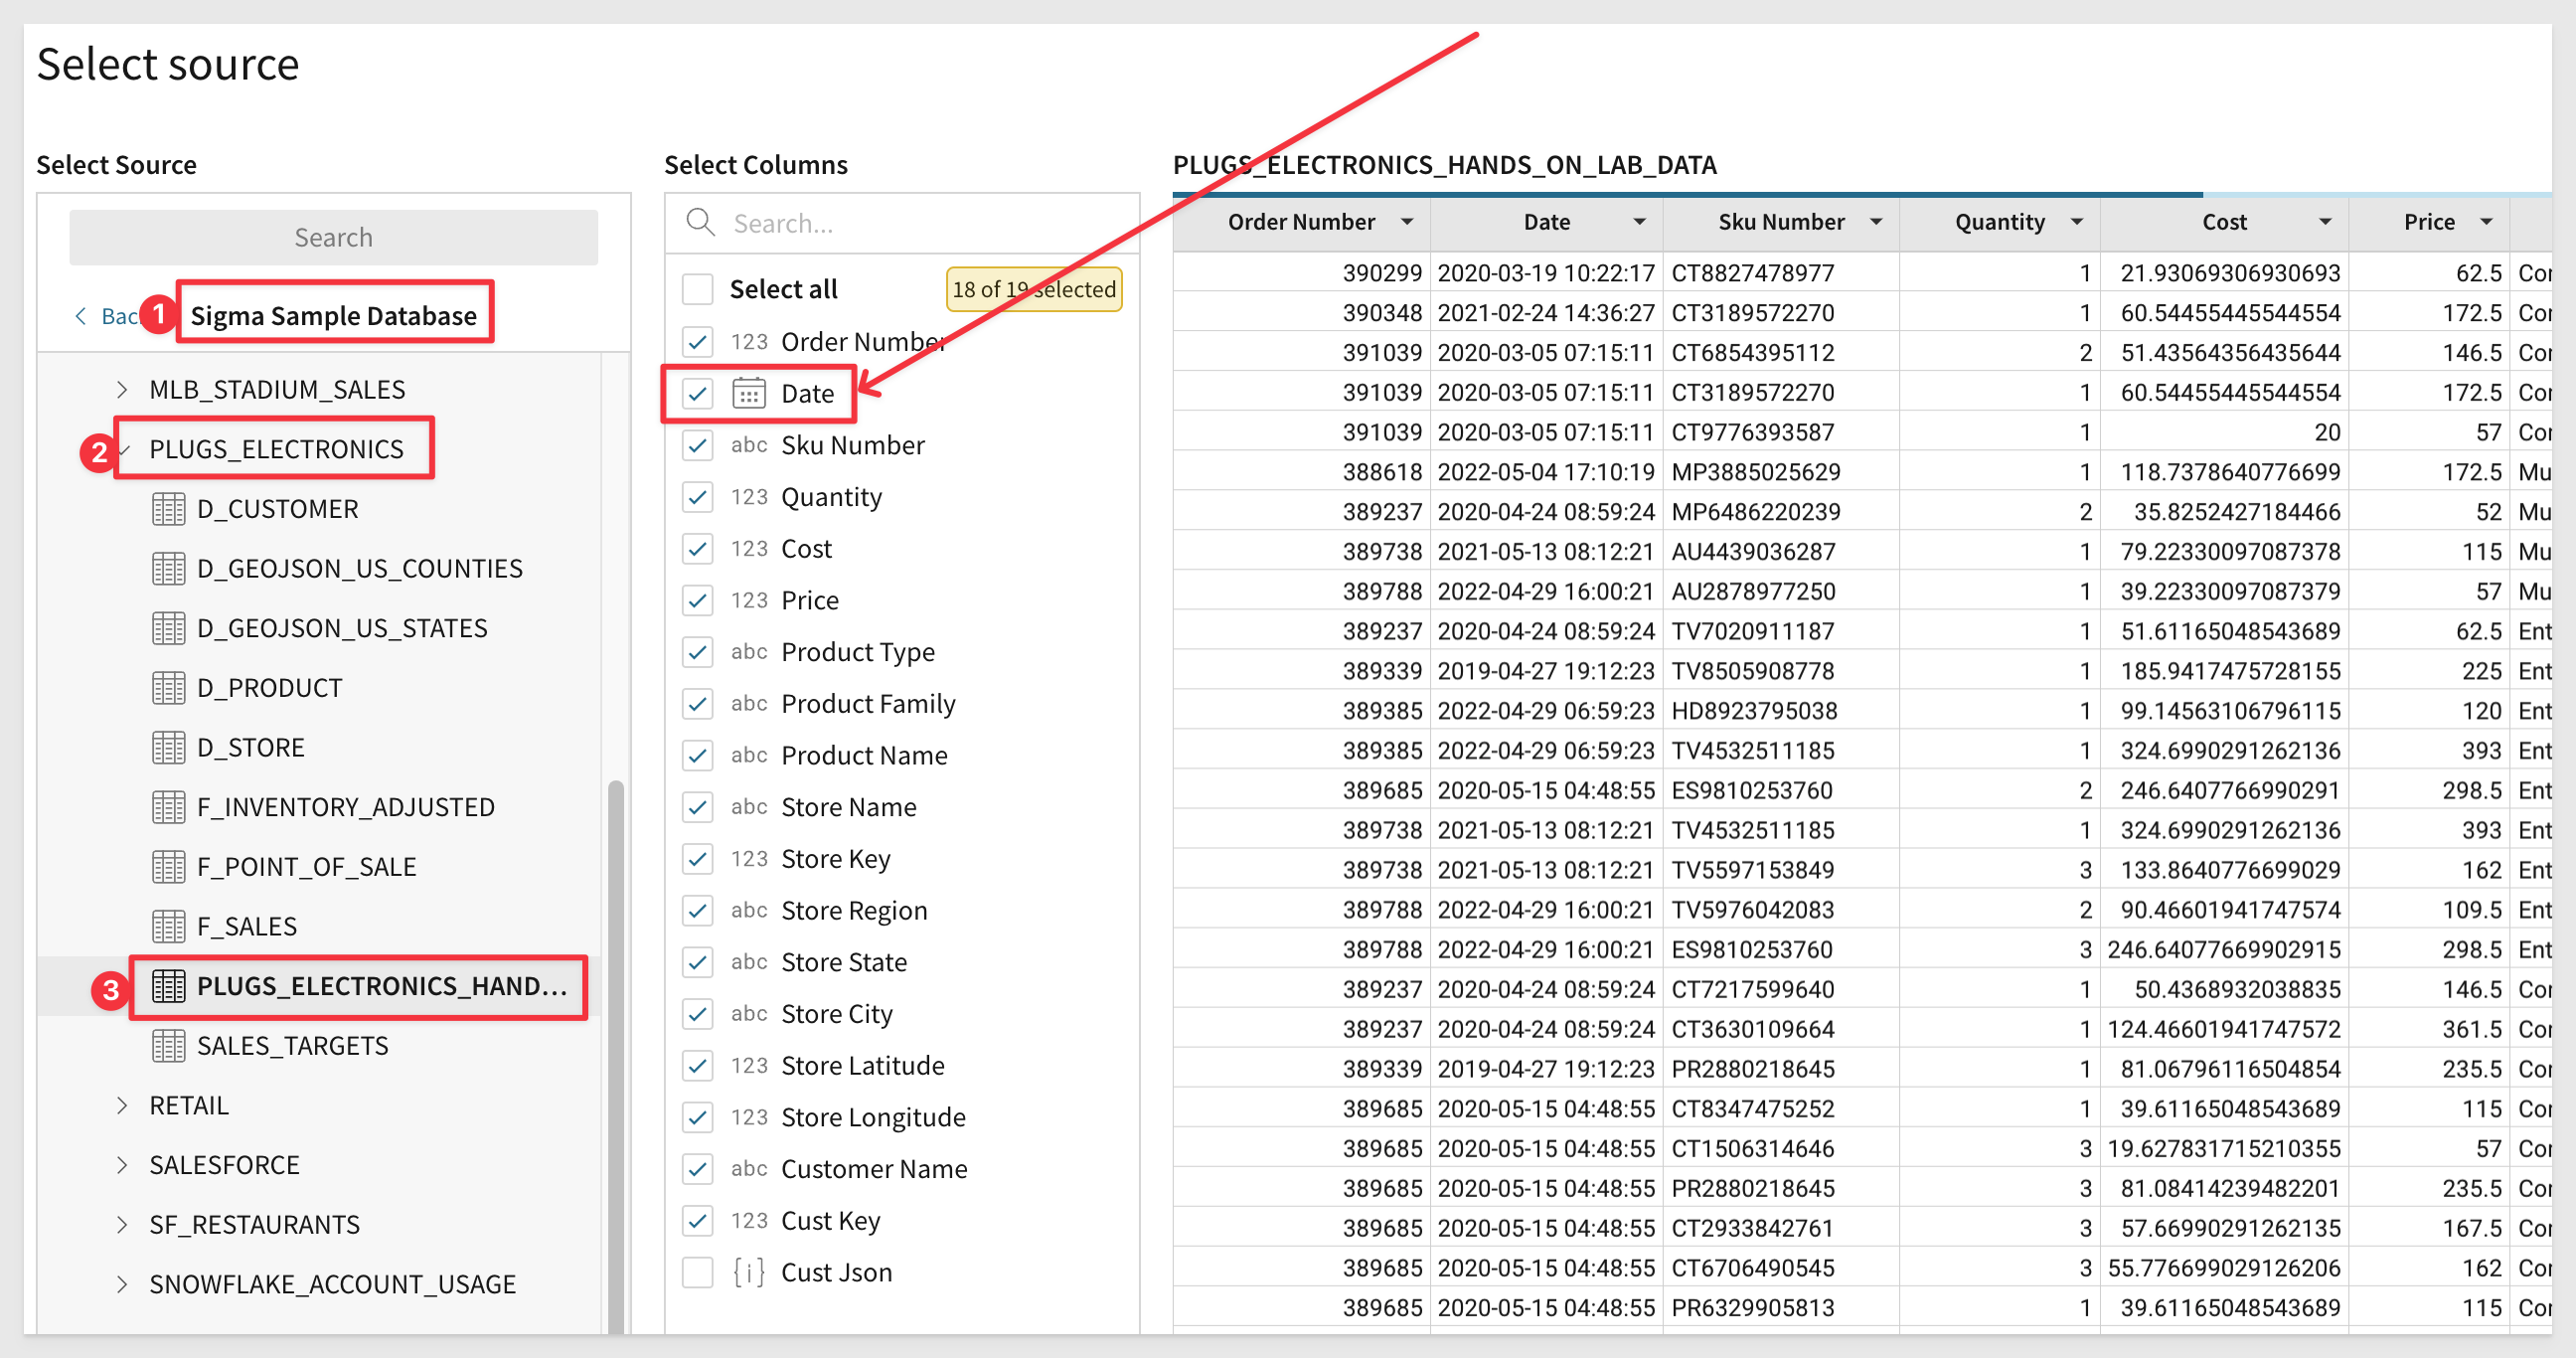 Select source
Select Source
Search
Bac
1
Sigma Sample Database
MLB_STADIUM_SALES
2
PLUGS_ELECTRONICS
D_CUSTOMER
D_GEOJSON_US_COUNTIES
D_GEOJSON_US_STATES
D_PRODUCT
D_STORE
F_INVENTORY_ADJUSTED
F_POINT_OF_SALE
F_SALES
3
PLUGS_ELECTRONICS_HAND...
SALES_TARGETS
RETAIL
SALESFORCE
SF_RESTAURANTS
SNOWFLAKE_ACCOUNT_USAGE
Select Columns
Search...
Select all 18 of 19 selected
123 Order Number
Date
abc Sku Number
123 Quantity
123 Cost
123 Price
abc Product Type
abc Product Family
abc Product Name
abc Store Name
123 Store Key
abc Store Region
abc Store State
abc Store City
123 Store Latitude
123 Store Longitude
abc Customer Name
123 Cust Key
{i} Cust Json
PLUGS_ELECTRONICS_HANDS_ON_LAB_DATA
Order Number Date Sku Number Quantity Cost Price
390299 2020-03-19 10:22:17 CT8827478977 1 21.93069306930693 62.5 Cor
390348 2021-02-24 14:36:27 CT3189572270 1 60.54455445544554 172.5 Cor
391039 2020-03-05 07:15:11 CT6854395112 2 51.43564356435644 146.5 Cor
391039 2020-03-05 07:15:11 CT3189572270 1 60.54455445544554 172.5 Cor
391039 2020-03-05 07:15:11 CT9776393587 1 20 57 Cor
388618 2022-05-04 17:10:19 MP3885025629 1 118.7378640776699 172.5 Mu
389237 2020-04-24 08:59:24 MP6486220239 2 35.8252427184466 52 Mu
389738 2021-05-13 08:12:21 AU4439036287 1 79.22330097087378 115 Mu
389788 2022-04-29 16:00:21 AU2878977250 1 39.22330097087379 57 Mu
389237 2020-04-24 08:59:24 TV7020911187 1 51.61165048543689 62.5 Ent
389339 2019-04-27 19:12:23 TV8505908778 1 185.9417475728155 225 Ent
389385 2022-04-29 06:59:23 HD8923795038 1 99.14563106796115 120 Ent
389385 2022-04-29 06:59:23 TV4532511185 1 324.6990291262136 393 Ent
389685 2020-05-15 04:48:55 ES9810253760 2 246.6407766990291 298.5 Ent
389738 2021-05-13 08:12:21 TV4532511185 1 324.6990291262136 393 Ent
389738 2021-05-13 08:12:21 TV5597153849 3 133.8640776699029 162 Ent
389788 2022-04-29 16:00:21 TV5976042083 2 90.46601941747574 109.5 Ent
389788 2022-04-29 16:00:21 ES9810253760 3 246.64077669902915 298.5 Ent
389237 2020-04-24 08:59:24 CT7217599640 1 50.4368932038835 146.5 Cor
389237 2020-04-24 08:59:24 CT3630109664 1 124.46601941747572 361.5 Cor
389339 2019-04-27 19:12:23 PR2880218645 1 81.06796116504854 235.5 Cor
389685 2020-05-15 04:48:55 CT8347475252 1 39.61165048543689 115 Cor
389685 2020-05-15 04:48:55 CT1506314646 3 19.627831715210355 57 Cor
389685 2020-05-15 04:48:55 PR2880218645 3 81.08414239482201 235.5 Cor
389685 2020-05-15 04:48:55 CT2933842761 3 57.66990291262135 167.5 Cor
389685 2020-05-15 04:48:55 CT6706490545 3 55.776699029126206 162 Cor
389685 2020-05-15 04:48:55 PR6329905813 1 39.61165048543689 115 Cor